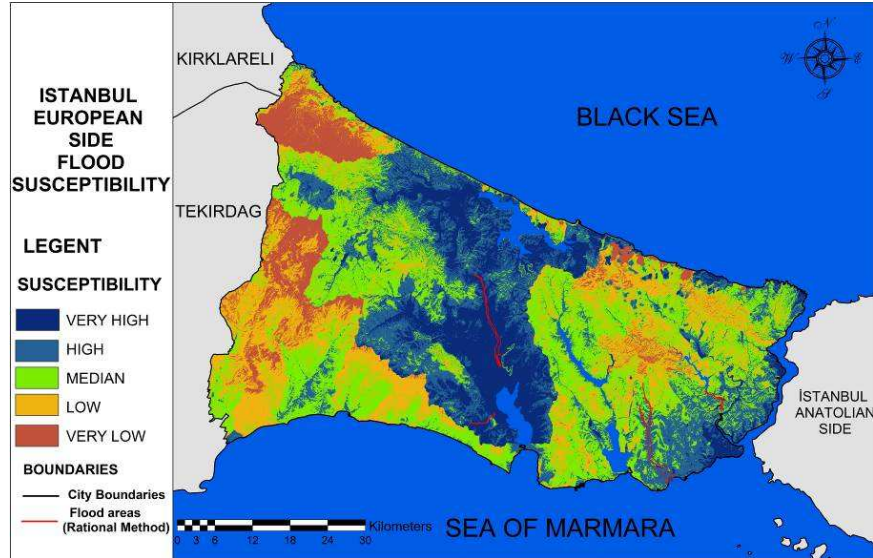 ISTANBUL
EUROPEAN
SIDE
FLOOD
SUSCEPTIBILITY
LEGENT
SUSCEPTIBILITY
VERY HIGH
HIGH
MEDIAN
LOW
VERY LOW
BOUNDARIES
City Boundaries
Flood areas
(Rational Method)
KIRKLARELI
TEKIRDAG
BLACK SEA
N
W E
S
İSTANBUL
ANATOLIAN
SIDE
SEA OF MARMARA
Kilometers
0 3 6 12 18 24 30